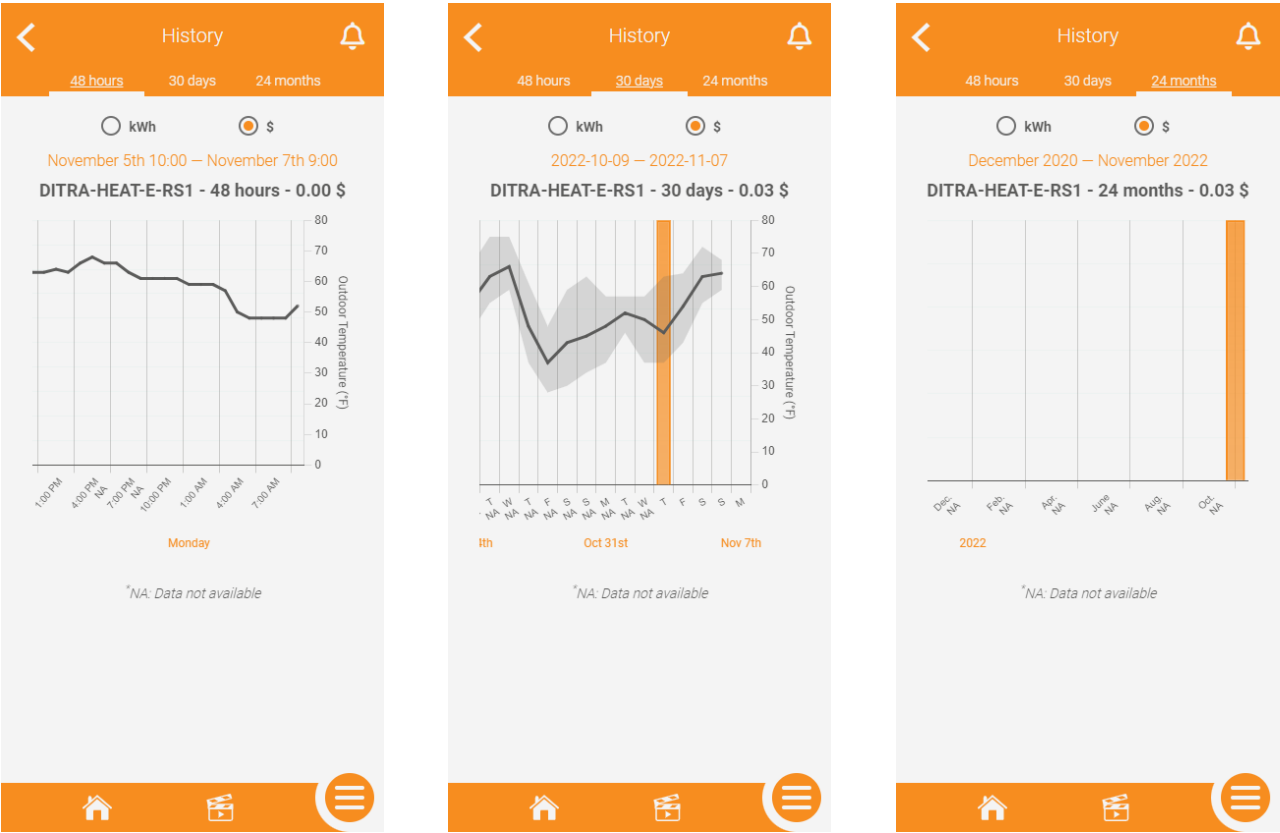 History
48 hours 30 days 24 months
kWh $
November 5th 10:00 — November 7th 9:00
DITRA-HEAT-E-RS1 - 48 hours - 0.00 $
80
70
60
50
40
30
20
10
0
Outdoor Temperature (°F)
1:00 PM 4:00 PM NA 7:00 PM NA 10:00 PM 1:00 AM 4:00 AM 7:00 AM
Monday
*NA: Data not available
History
48 hours 30 days 24 months
kWh $
2022-10-09 — 2022-11-07
DITRA-HEAT-E-RS1 - 30 days - 0.03 $
80
70
60
50
40
30
20
10
0
Outdoor Temperature (°F)
T W T F S S M T W T F S S M
NA NA NA NA NA NA NA NA NA
4th Oct 31st Nov 7th
*NA: Data not available
History
48 hours 30 days 24 months
kWh $
December 2020 — November 2022
DITRA-HEAT-E-RS1 - 24 months - 0.03 $
Dec. Feb. Apr. June Aug. Oct.
NA NA NA NA NA NA
2022
*NA: Data not available